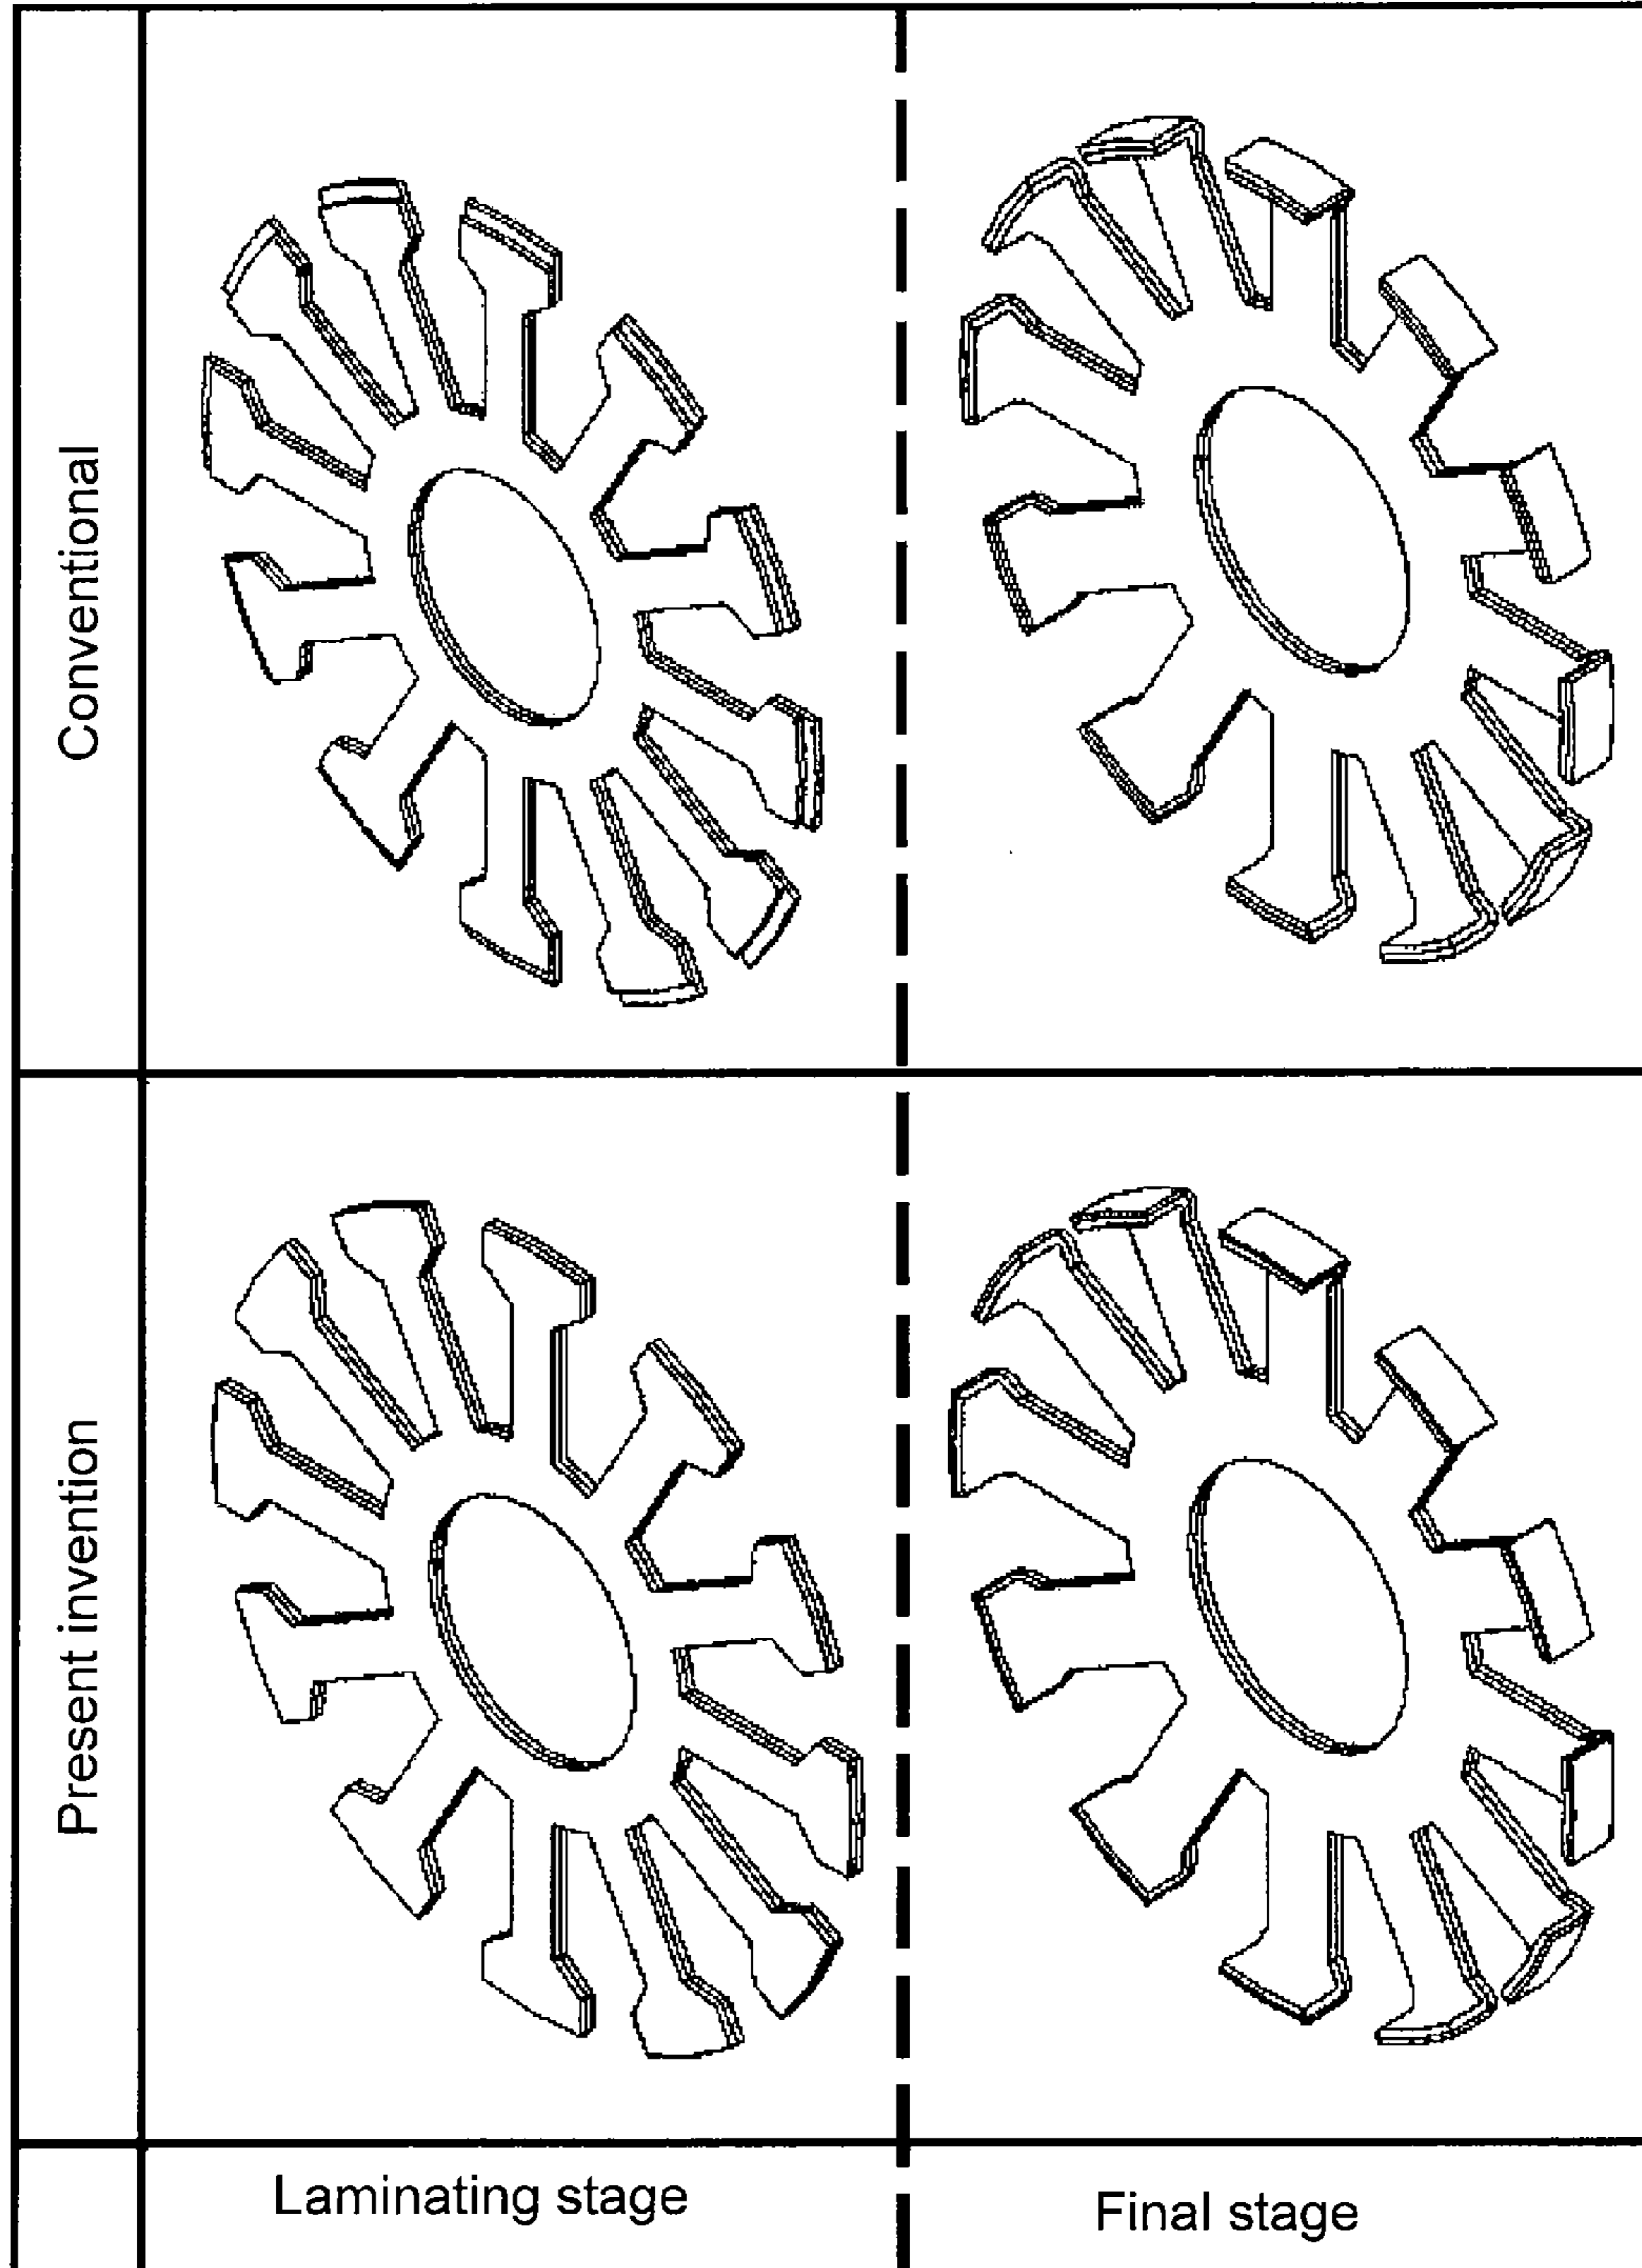 Conventional
Present invention
Laminating stage
Final stage